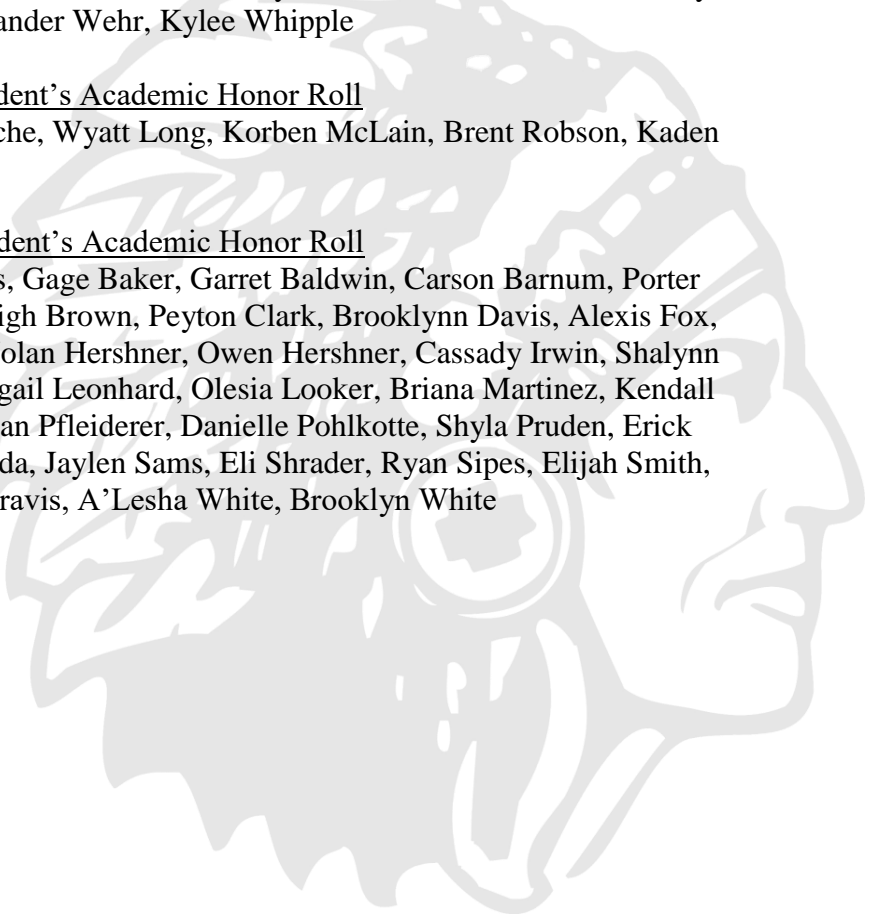 ander Wehr, Kylee Whipple
dent’s Academic Honor Roll
che, Wyatt Long, Korben McLain, Brent Robson, Kaden
dent’s Academic Honor Roll
s, Gage Baker, Garret Baldwin, Carson Barnum, Porter
igh Brown, Peyton Clark, Brooklynn Davis, Alexis Fox,
olan Hershner, Owen Hershner, Cassady Irwin, Shalynn
gail Leonhard, Olesia Looker, Briana Martinez, Kendall
an Pfleiderer, Danielle Pohlkotte, Shyla Pruden, Erick
da, Jaylen Sams, Eli Shrader, Ryan Sipes, Elijah Smith,
ravis, A’Lesha White, Brooklyn White